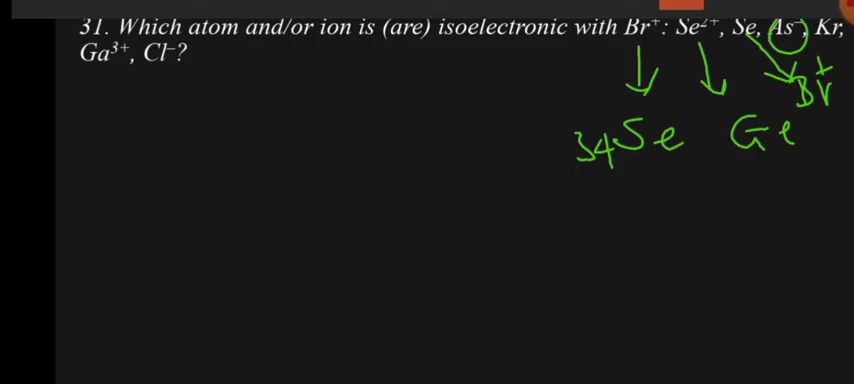 31. Which atom and/or ion is (are) isoelectronic with Br⁺: Se²⁺, Se, As⁻, Kr,
Ga³⁺, Cl⁻?
Br⁺
34Se Ge